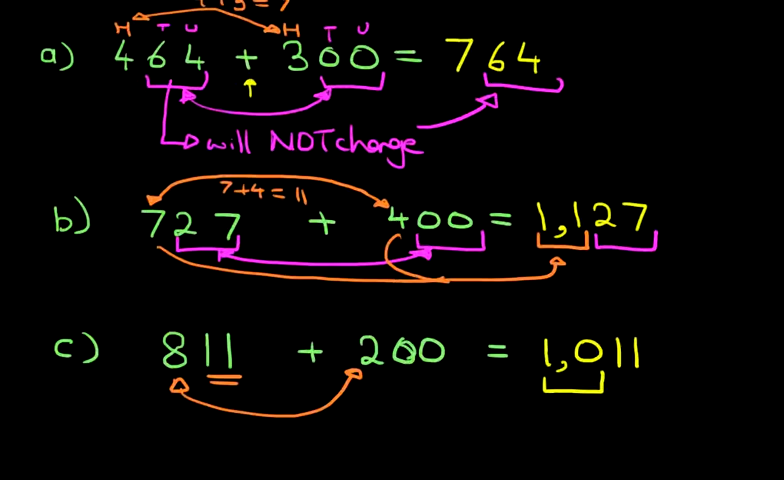 H T U H T U
a) 464 + 300 = 764
will NOT change
7+4 = 11
b) 727 + 400 = 1,127
c) 811 + 200 = 1,011